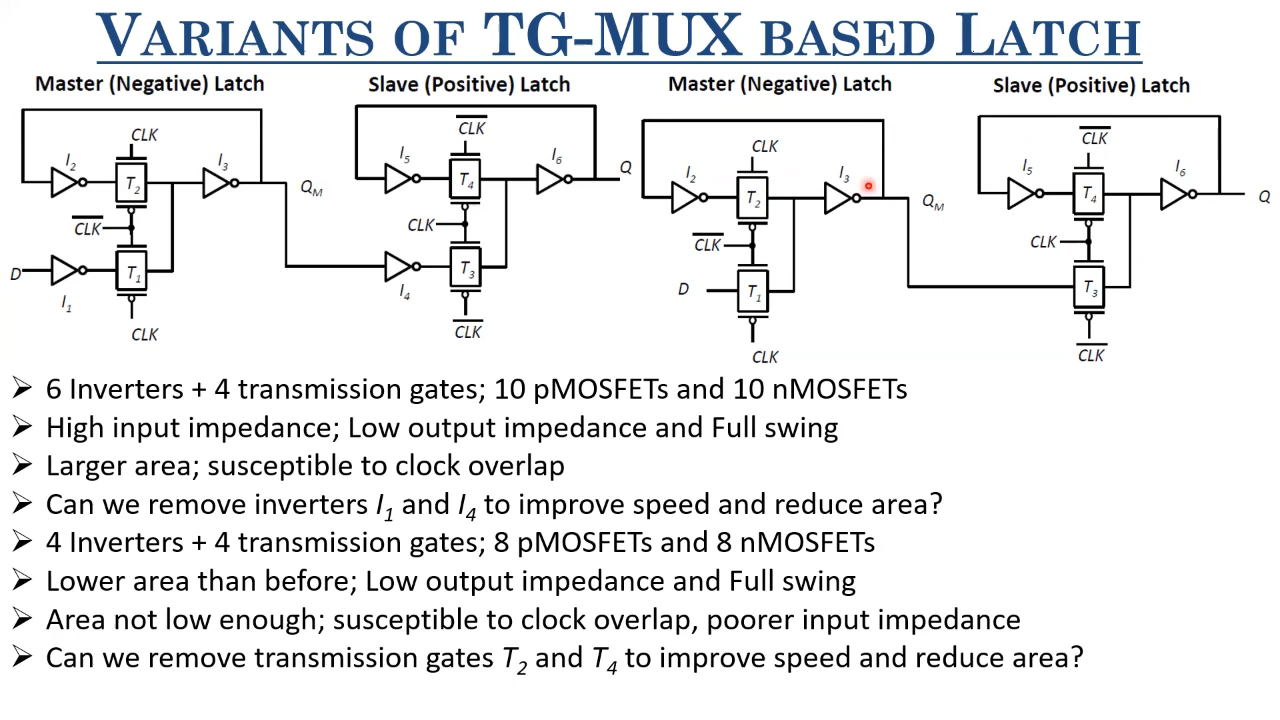 VARIANTS OF TG-MUX BASED LATCH
Master (Negative) Latch
Slave (Positive) Latch
Master (Negative) Latch
Slave (Positive) Latch
CLK
I2
T2
I3
QM
CLK
D
I1
T1
CLK
CLK
I5
T4
I6
Q
CLK
I4
T3
CLK
CLK
I2
T2
I3
QM
CLK
D
T1
CLK
CLK
I5
T4
I6
Q
CLK
T3
CLK
➢ 6 Inverters + 4 transmission gates; 10 pMOSFETs and 10 nMOSFETs
➢ High input impedance; Low output impedance and Full swing
➢ Larger area; susceptible to clock overlap
➢ Can we remove inverters I1 and I4 to improve speed and reduce area?
➢ 4 Inverters + 4 transmission gates; 8 pMOSFETs and 8 nMOSFETs
➢ Lower area than before; Low output impedance and Full swing
➢ Area not low enough; susceptible to clock overlap, poorer input impedance
➢ Can we remove transmission gates T2 and T4 to improve speed and reduce area?